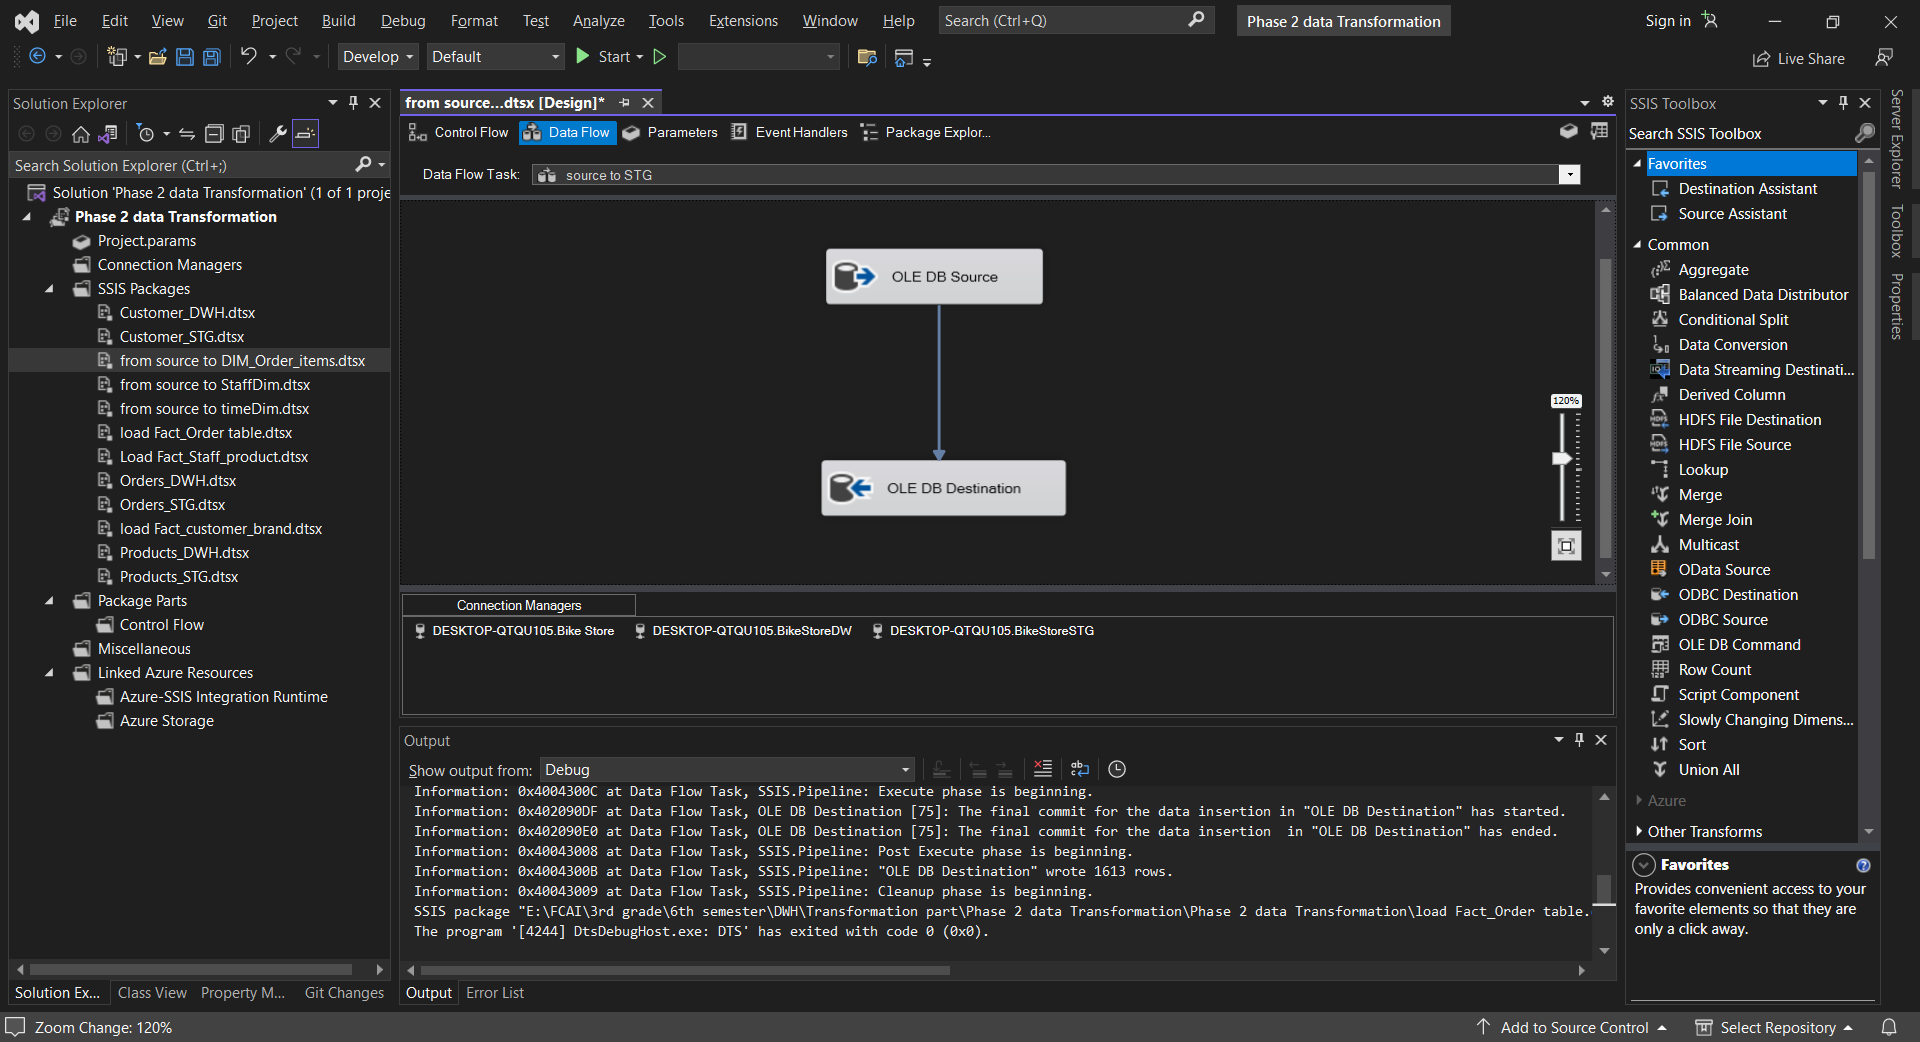 File Edit View Git Project Build Debug Format Test Analyze Tools Extensions Window Help Search (Ctrl+Q) Phase 2 data Transformation Sign in
Develop Default Start Live Share
Solution Explorer
Search Solution Explorer (Ctrl+;)
Solution 'Phase 2 data Transformation' (1 of 1 proje
Phase 2 data Transformation
Project.params
Connection Managers
SSIS Packages
Customer_DWH.dtsx
Customer_STG.dtsx
from source to DIM_Order_items.dtsx
from source to StaffDim.dtsx
from source to timeDim.dtsx
load Fact_Order table.dtsx
Load Fact_Staff_product.dtsx
Orders_DWH.dtsx
Orders_STG.dtsx
load Fact_customer_brand.dtsx
Products_DWH.dtsx
Products_STG.dtsx
Package Parts
Control Flow
Miscellaneous
Linked Azure Resources
Azure-SSIS Integration Runtime
Azure Storage
Solution Ex... Class View Property M... Git Changes
from source...dtsx [Design]*
Control Flow Data Flow Parameters Event Handlers Package Explor...
Data Flow Task: source to STG
OLE DB Source
OLE DB Destination
120%
Connection Managers
DESKTOP-QTQU105.Bike Store DESKTOP-QTQU105.BikeStoreDW DESKTOP-QTQU105.BikeStoreSTG
Output
Show output from: Debug
Information: 0x4004300C at Data Flow Task, SSIS.Pipeline: Execute phase is beginning.
Information: 0x402090DF at Data Flow Task, OLE DB Destination [75]: The final commit for the data insertion in "OLE DB Destination" has started.
Information: 0x402090E0 at Data Flow Task, OLE DB Destination [75]: The final commit for the data insertion  in "OLE DB Destination" has ended.
Information: 0x40043008 at Data Flow Task, SSIS.Pipeline: Post Execute phase is beginning.
Information: 0x4004300B at Data Flow Task, SSIS.Pipeline: "OLE DB Destination" wrote 1613 rows.
Information: 0x40043009 at Data Flow Task, SSIS.Pipeline: Cleanup phase is beginning.
SSIS package "E:\FCAI\3rd grade\6th semester\DWH\Transformation part\Phase 2 data Transformation\Phase 2 data Transformation\load Fact_Order table.
The program '[4244] DtsDebugHost.exe: DTS' has exited with code 0 (0x0).
Output Error List
SSIS Toolbox
Search SSIS Toolbox
Favorites
Destination Assistant
Source Assistant
Common
Aggregate
Balanced Data Distributor
Conditional Split
Data Conversion
Data Streaming Destinati...
Derived Column
HDFS File Destination
HDFS File Source
Lookup
Merge
Merge Join
Multicast
OData Source
ODBC Destination
ODBC Source
OLE DB Command
Row Count
Script Component
Slowly Changing Dimens...
Sort
Union All
Azure
Other Transforms
Favorites
Provides convenient access to your
favorite elements so that they are
only a click away.
Server Explorer
Toolbox
Properties
Zoom Change: 120% Add to Source Control Select Repository